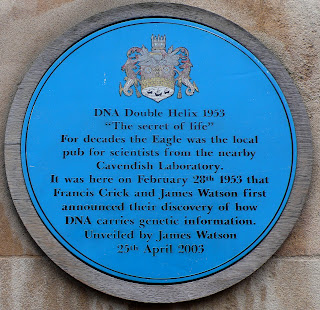 DNA Double Helix 1953
"The secret of life"
For decades the Eagle was the local
pub for scientists from the nearby
Cavendish Laboratory.
It was here on February 28th 1953 that
Francis Crick and James Watson first
announced their discovery of how
DNA carries genetic information.
Unveiled by James Watson
25th April 2003